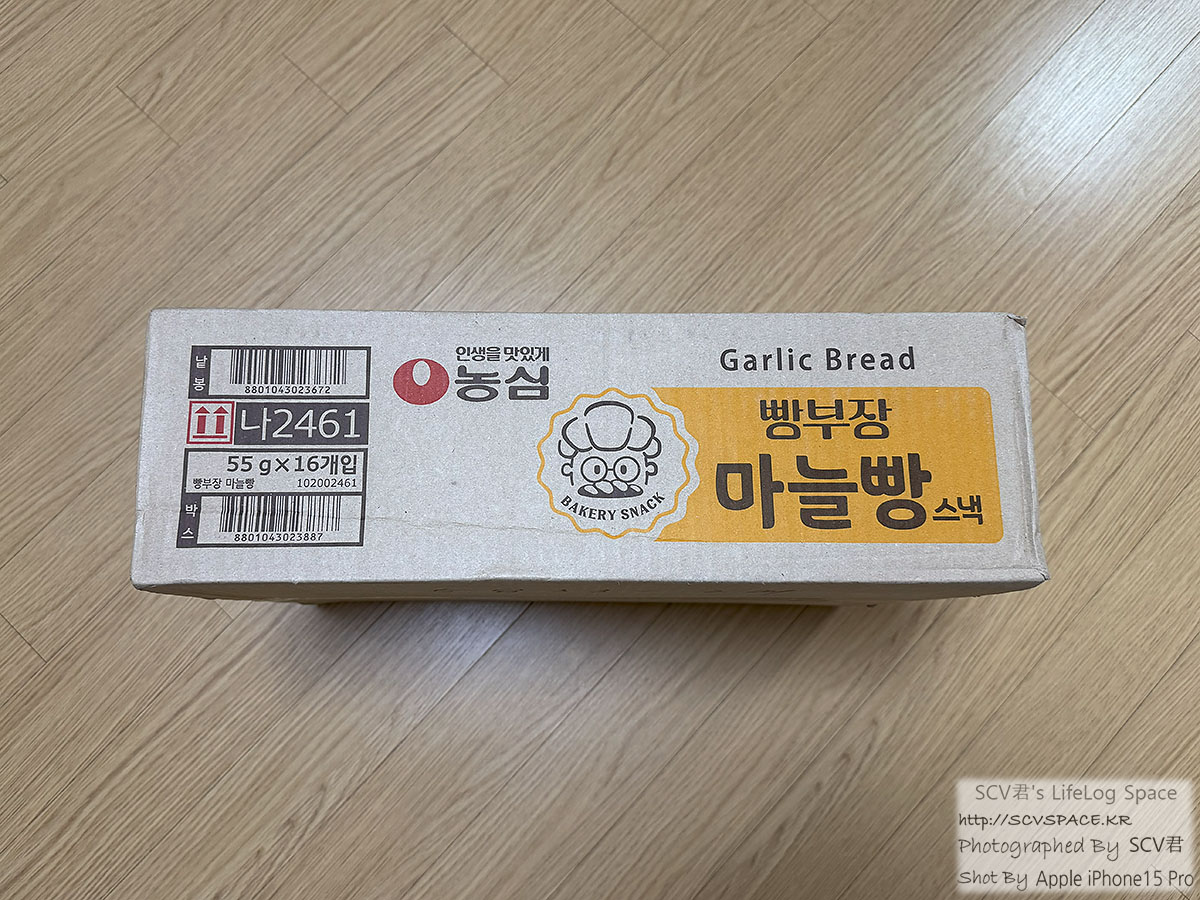 낱봉
8801043023672
나2461
55g×16개입
빵부장 마늘빵 102002461
박스
8801043023887
인생을 맛있게
농심
BAKERY SNACK
Garlic Bread
빵부장
마늘빵스낵
SCV君's LifeLog Space
http://SCVSPACE.KR
Photographed By SCV君
Shot By Apple iPhone15 Pro